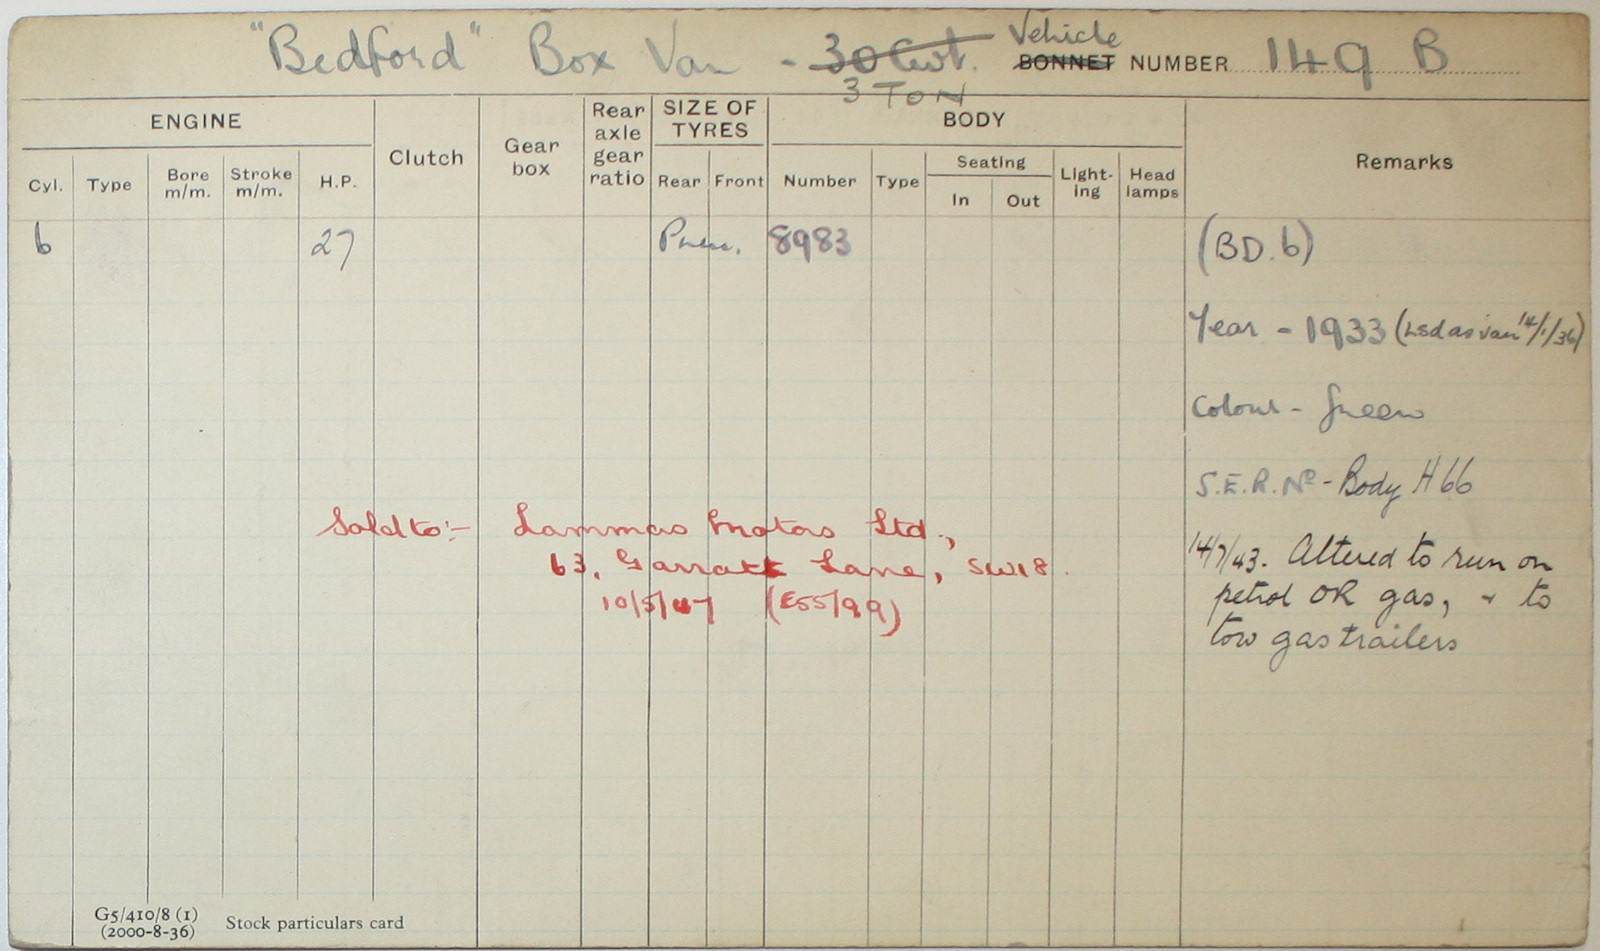 "Bedford" Box Van - 30 Cwt. Vehicle BONNET NUMBER 149 B
3 TON
ENGINE
Clutch
Gear box
Rear axle gear ratio
SIZE OF TYRES
BODY
Remarks
Cyl. Type Bore m/m. Stroke m/m. H.P. Rear Front Number Type Seating In Out Light-ing Head lamps
6 27 Pneu. 8983 (BD.6)
Year - 1933 (Lsd as van 14/1/36)
Colour - Green
S.E.R. No - Body H66
Sold to:- Lammas Motors Ltd.,
63, Garratt Lane, SW18.
10/5/47 (E55/99)
14/7/43. Altered to run on
petrol OR gas, & to
tow gas trailers
G5/410/8 (1)
(2000-8-36)
Stock particulars card